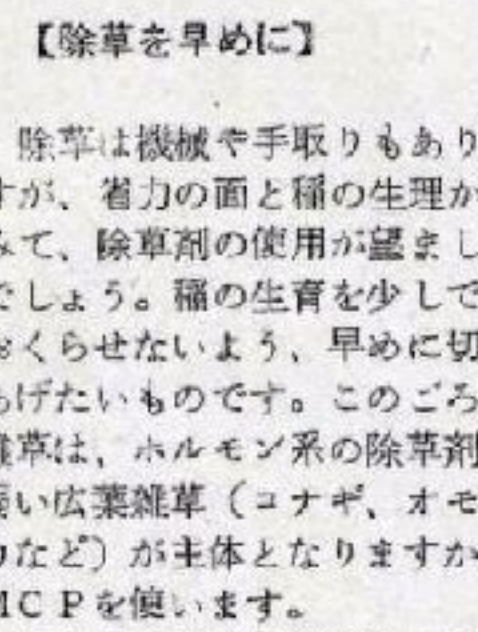 【除草を早めに】
除草は機械や手取りもあり
すが、省力の面と稲の生理か
みて、除草剤の使用が望まし
でしょう。稲の生育を少しで
おくらせないよう、早めに切
あげたいものです。このごろ
雑草は、ホルモン系の除草剤
い広葉雑草（コナギ、オモ
など）が主体となりますか
MCPを使います。